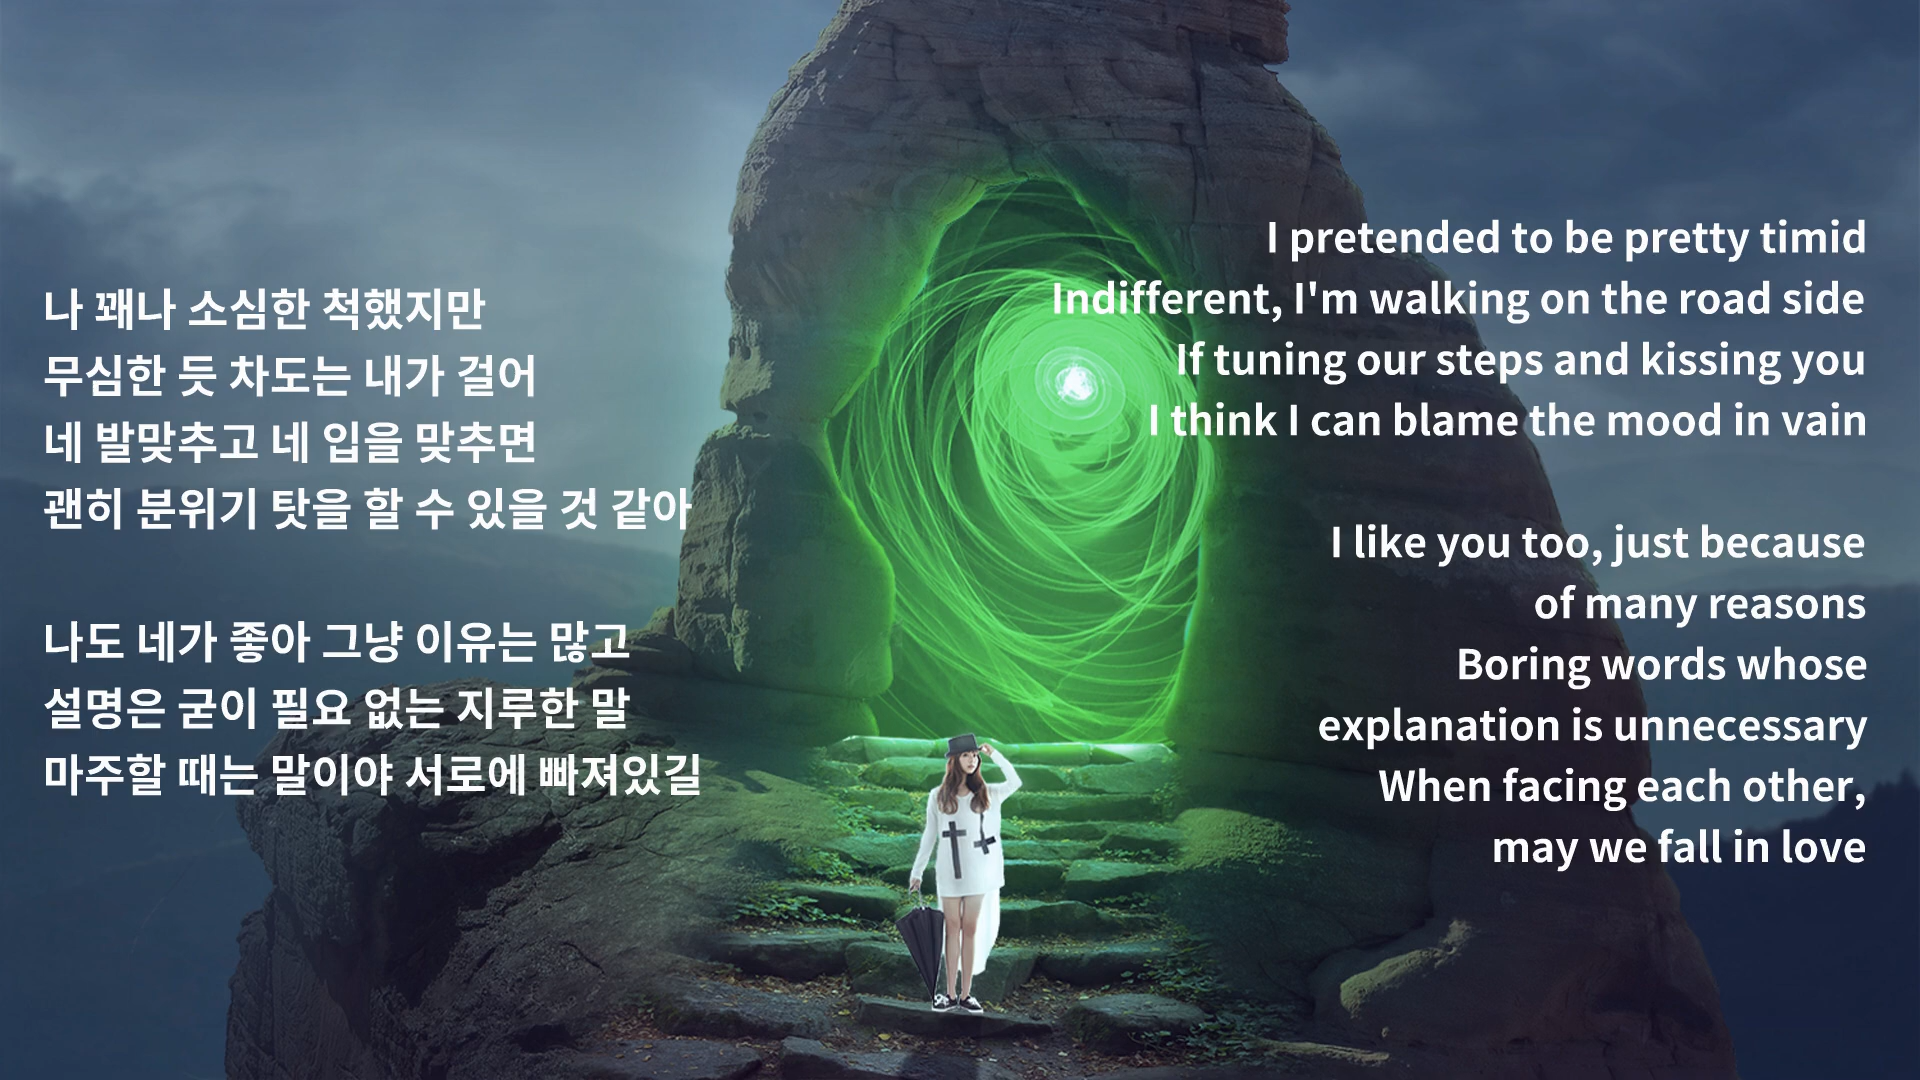 나 꽤나 소심한 척했지만
무심한 듯 차도는 내가 걸어
네 발맞추고 네 입을 맞추면
괜히 분위기 탓을 할 수 있을 것 같아
나도 네가 좋아 그냥 이유는 많고
설명은 굳이 필요 없는 지루한 말
마주할 때는 말이야 서로에 빠져있길
I pretended to be pretty timid
Indifferent, I'm walking on the road side
If tuning our steps and kissing you
I think I can blame the mood in vain
I like you too, just because
of many reasons
Boring words whose
explanation is unnecessary
When facing each other,
may we fall in love